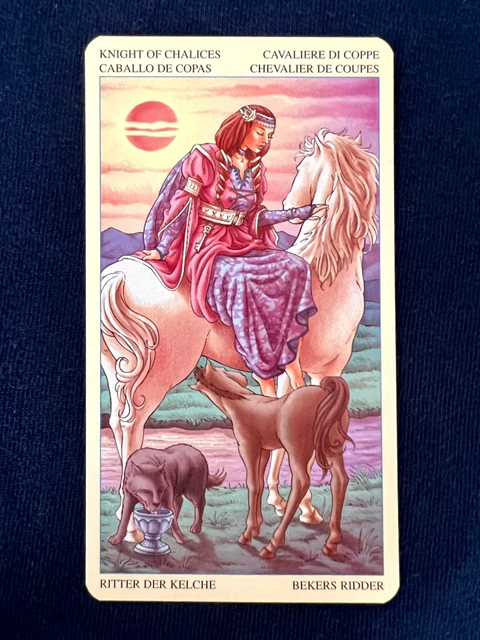 KNIGHT OF CHALICES
CABALLO DE COPAS
CAVALIERE DI COPPE
CHEVALIER DE COUPES
RITTER DER KELCHE
BEKERS RIDDER